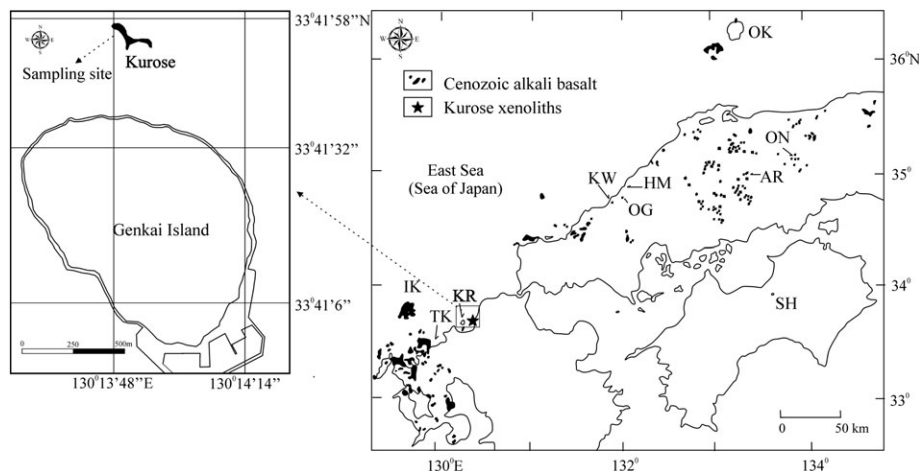 33°41'58"N
N
W E
S
Kurose
Sampling site
33°41'32"
Genkai Island
33°41'6"
0 250 500m
130°13'48"E 130°14'14"
N
W E
S
OK
36°N
Cenozoic alkali basalt
Kurose xenoliths
ON
East Sea
(Sea of Japan)
KW
HM
AR
35°
OG
34°
IK
KR
SH
TK
33°
0 50 km
130°E 132 134